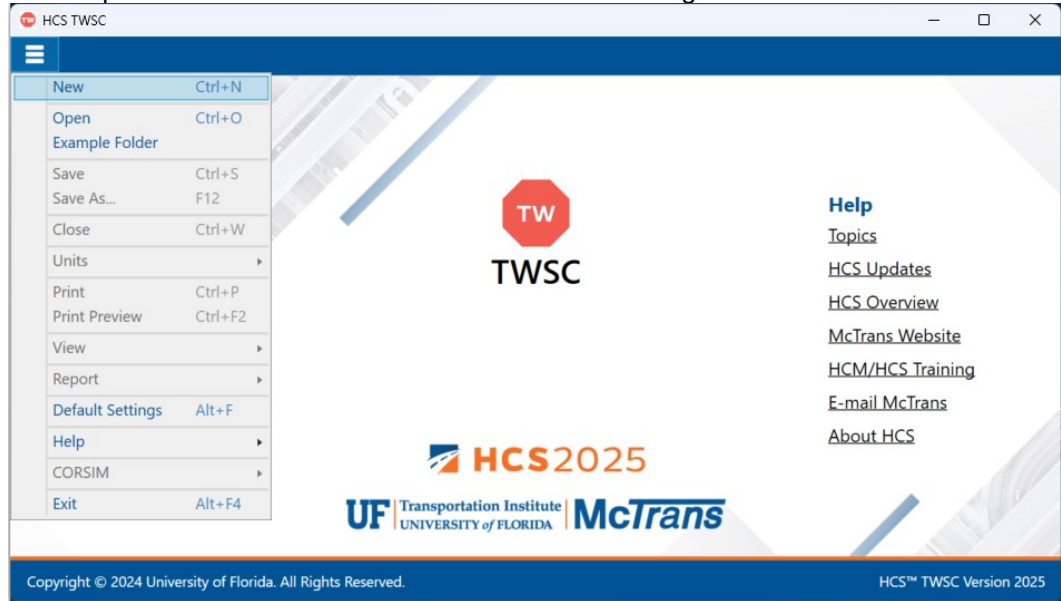 HCS TWSC
New Ctrl+N
Open Ctrl+O
Example Folder
Save Ctrl+S
Save As... F12
Close Ctrl+W
Units
Print Ctrl+P
Print Preview Ctrl+F2
View
Report
Default Settings Alt+F
Help
CORSIM
Exit Alt+F4
TW
TWSC
Help
Topics
HCS Updates
HCS Overview
McTrans Website
HCM/HCS Training
E-mail McTrans
About HCS
HCS2025
UF Transportation Institute McTrans
UNIVERSITY of FLORIDA
Copyright © 2024 University of Florida. All Rights Reserved. HCS™ TWSC Version 2025